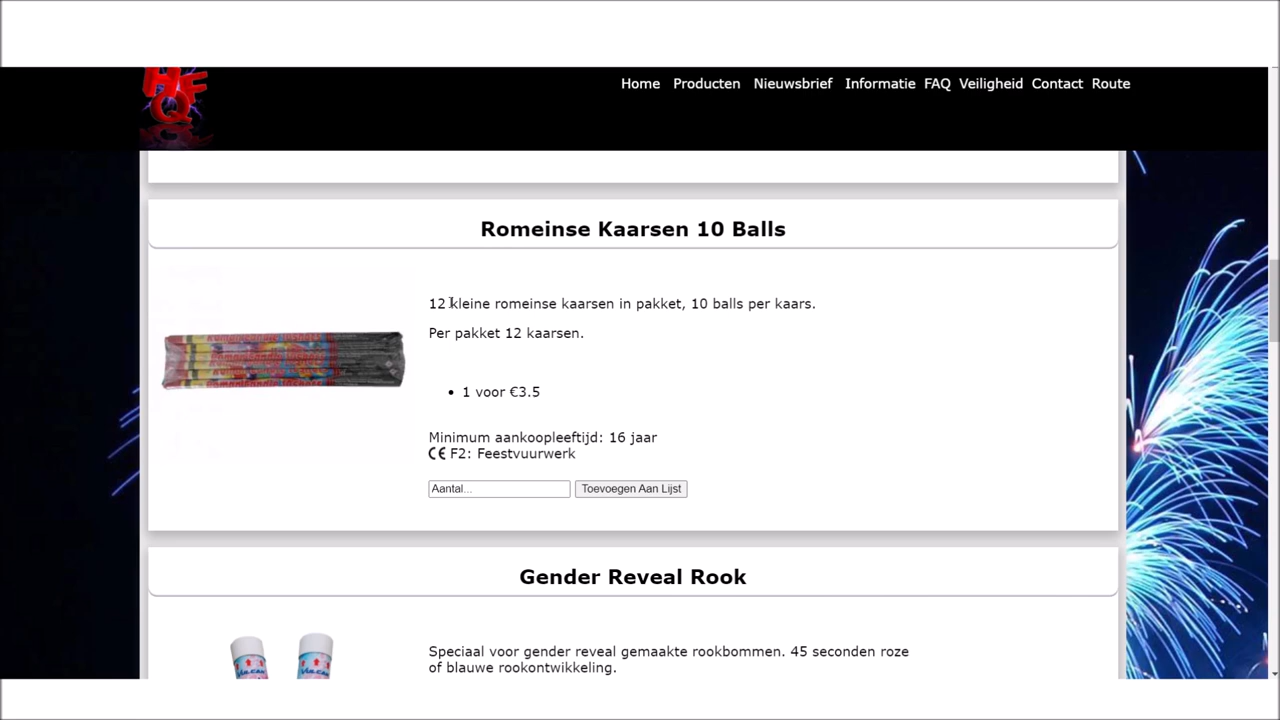 HFQ
Home Producten Nieuwsbrief Informatie FAQ Veiligheid Contact Route
Romeinse Kaarsen 10 Balls
12 kleine romeinse kaarsen in pakket, 10 balls per kaars.
Per pakket 12 kaarsen.
• 1 voor €3.5
Minimum aankoopleeftijd: 16 jaar
CE F2: Feestvuurwerk
Aantal... Toevoegen Aan Lijst
Gender Reveal Rook
Speciaal voor gender reveal gemaakte rookbommen. 45 seconden roze
of blauwe rookontwikkeling.